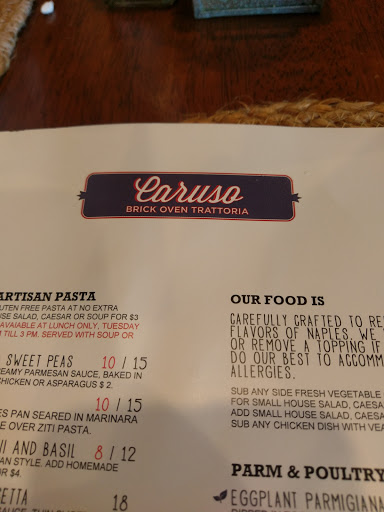 Caruso
BRICK OVEN TRATTORIA
ARTISAN PASTA
GLUTEN FREE PASTA AT NO EXTRA
HOUSE SALAD, CAESAR OR SOUP FOR $3
AVAIABLE AT LUNCH ONLY, TUESDAY
TILL 3 PM. SERVED WITH SOUP OR
SWEET PEAS 10 / 15
CREAMY PARMESAN SAUCE, BAKED IN
CHICKEN OR ASPARAGUS $ 2.
10 / 15
PAN SEARED IN MARINARA
OVER ZITI PASTA.
AND BASIL 8 / 12
STYLE. ADD HOMEMADE
FOR $4.
18
OUR FOOD IS
CAREFULLY CRAFTED TO
FLAVORS OF NAPLES. WE
OR REMOVE A TOPPING IF
DO OUR BEST TO
ALLERGIES.
SUB ANY SIDE FRESH VEGETABLE
FOR SMALL HOUSE SALAD,
ADD SMALL HOUSE SALAD,
SUB ANY CHICKEN DISH WITH
PARM & POULTRY
EGGPLANT PARMIGIANA